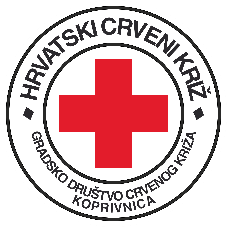 HRVATSKI CRVENI KRIŽ
GRADSKO DRUŠTVO CRVENOG KRIŽA
KOPRIVNICA